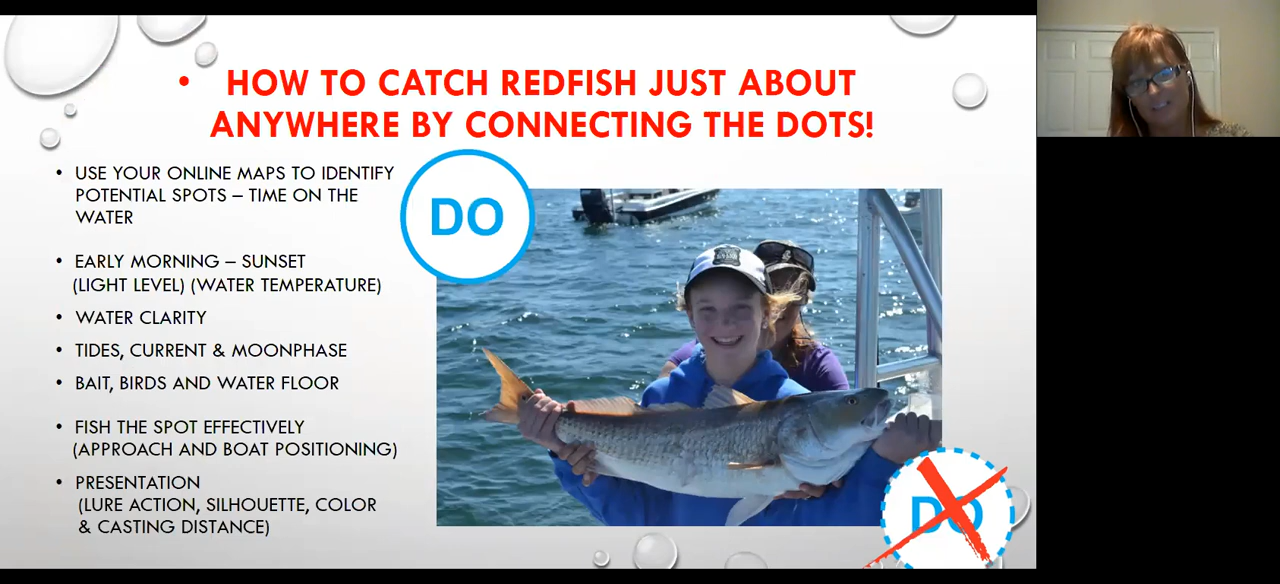 • HOW TO CATCH REDFISH JUST ABOUT
ANYWHERE BY CONNECTING THE DOTS!
• USE YOUR ONLINE MAPS TO IDENTIFY
POTENTIAL SPOTS – TIME ON THE
WATER
• EARLY MORNING – SUNSET
(LIGHT LEVEL) (WATER TEMPERATURE)
• WATER CLARITY
• TIDES, CURRENT & MOONPHASE
• BAIT, BIRDS AND WATER FLOOR
• FISH THE SPOT EFFECTIVELY
(APPROACH AND BOAT POSITIONING)
• PRESENTATION
(LURE ACTION, SILHOUETTE, COLOR
& CASTING DISTANCE)
DO
DO